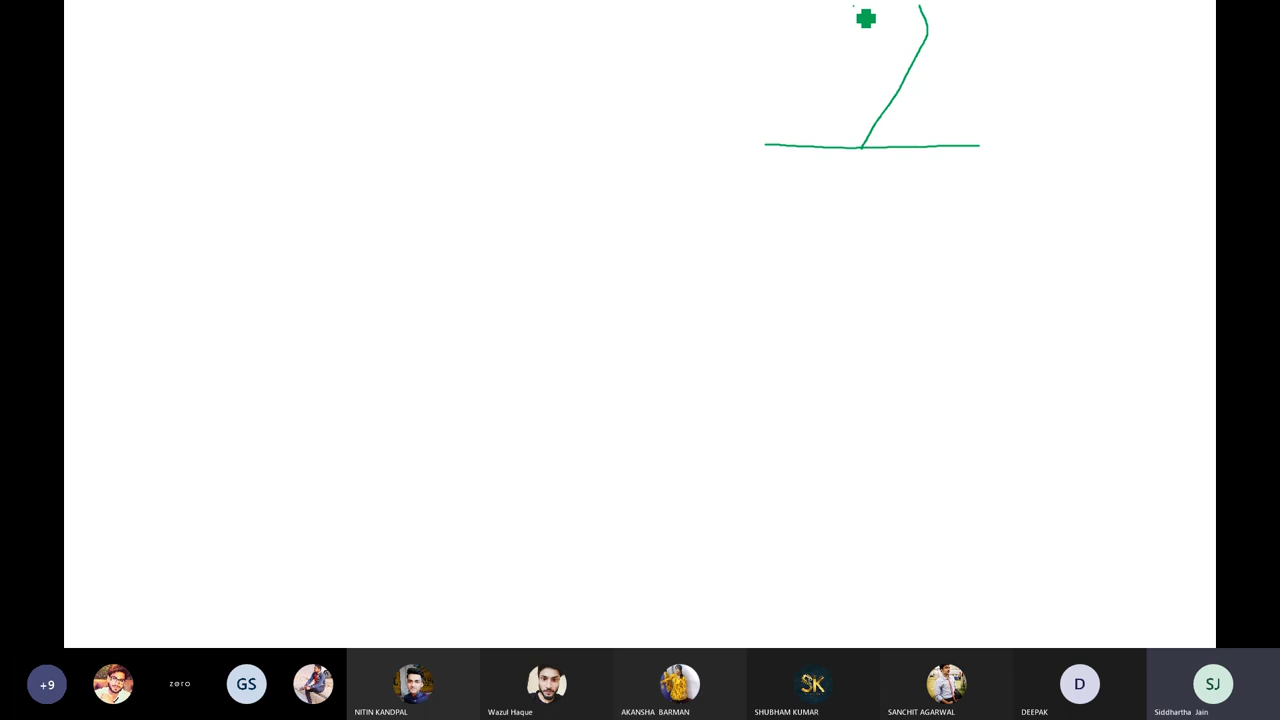 +9
zero
GS
NITIN KANDPAL
Wazul Haque
AKANSHA BARMAN
SK
SHUBHAM KUMAR
SANCHIT AGARWAL
D
DEEPAK
SJ
Siddhartha Jain